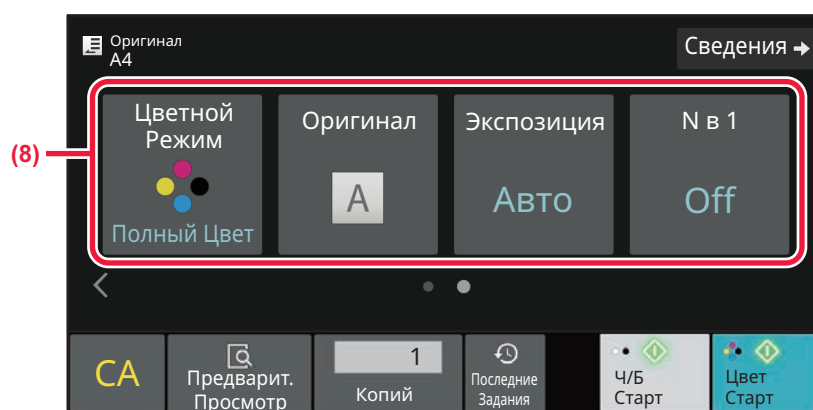 Оригинал
A4
Сведения
(8)
Цветной
Режим
Полный Цвет
Оригинал
A
Экспозиция
Авто
N в 1
Off
CA
Предварит.
Просмотр
1
Копий
Последние
Задания
Ч/Б
Старт
Цвет
Старт